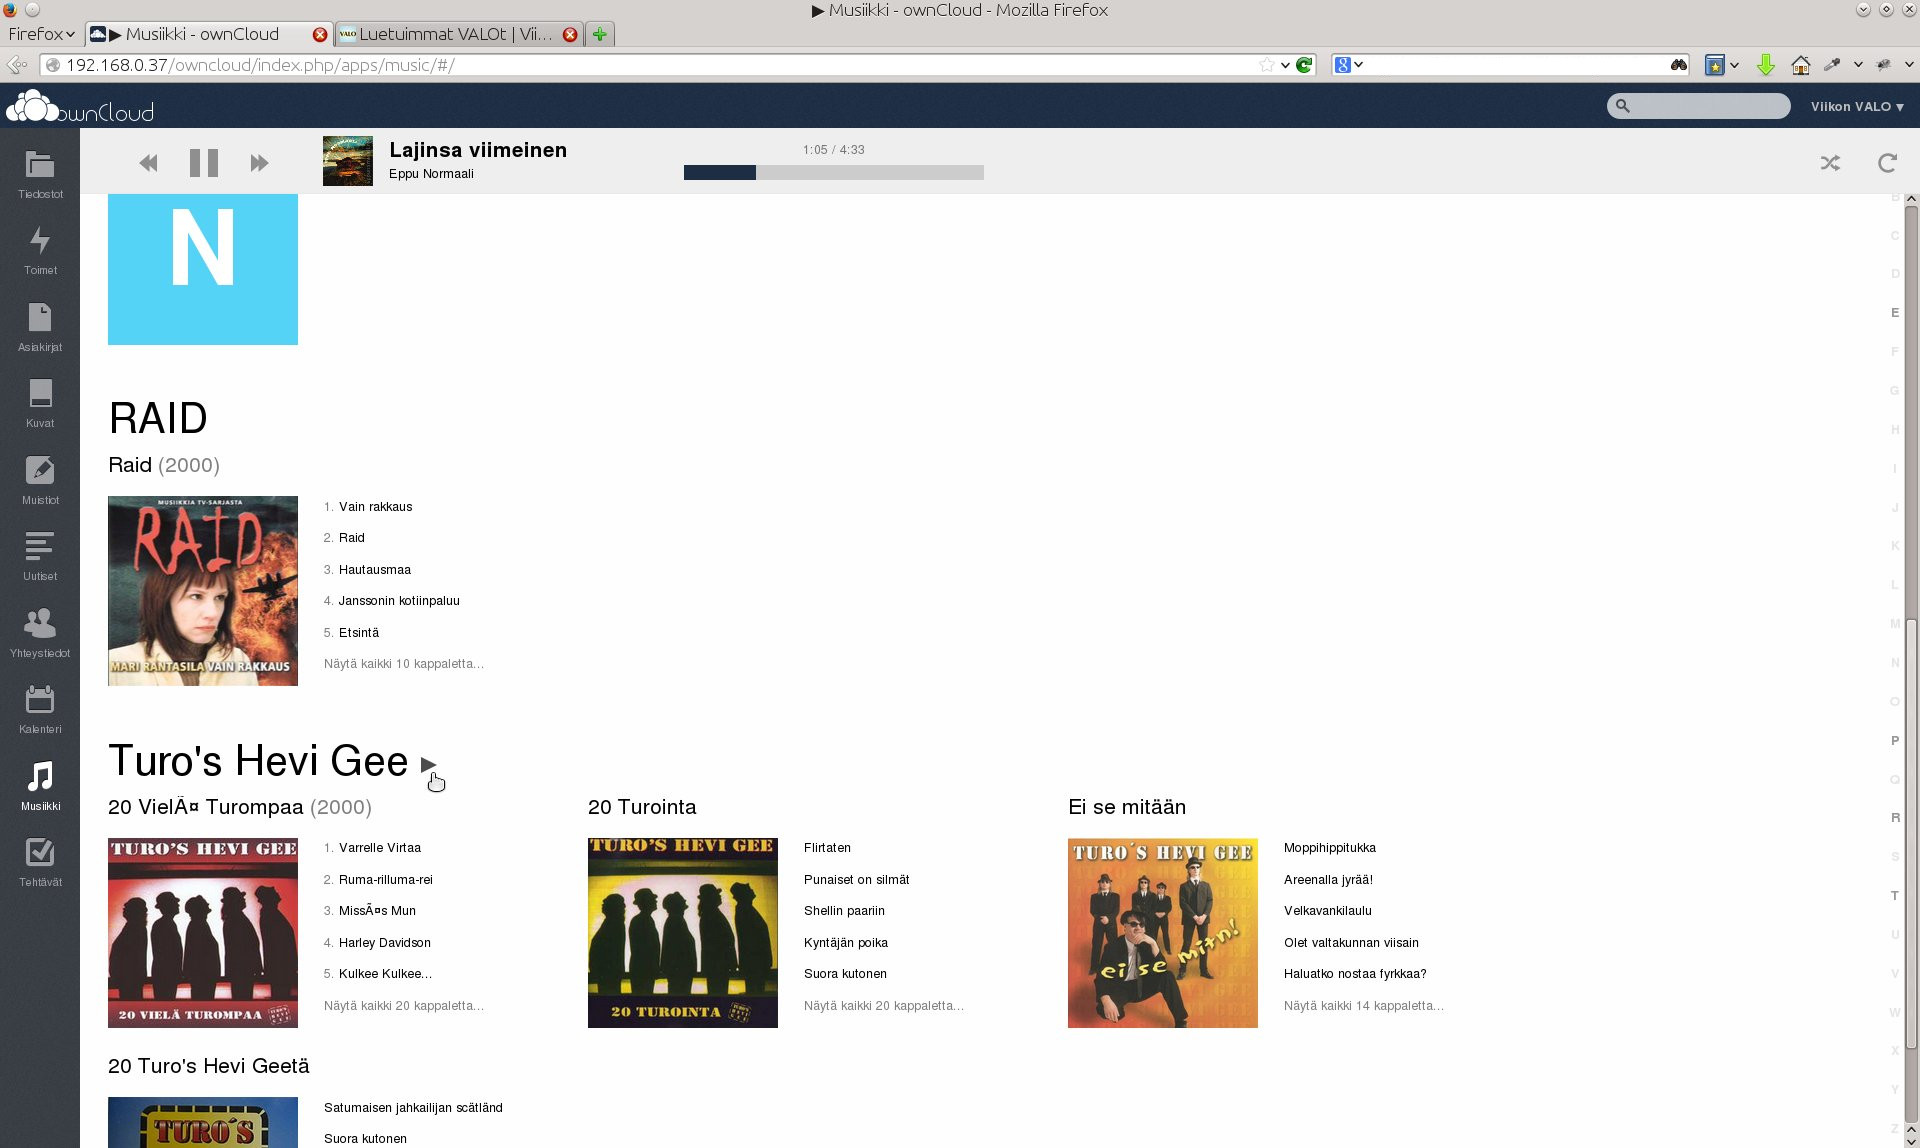 ▶ Musiikki - ownCloud - Mozilla Firefox
Firefox
▶ Musiikki - ownCloud
VALO Luetuimmat VALOt | Vii...
192.168.0.37/owncloud/index.php/apps/music/#/
8
ownCloud
Viikon VALO ▾
Lajinsa viimeinen
Eppu Normaali
1:05 / 4:33
Tiedostot
Toimet
Asiakirjat
Kuvat
Muistiot
Uutiset
Yhteystiedot
Kalenteri
Musiikki
Tehtävät
N
RAID
Raid (2000)
MUSIIKKIA TV-SARJASTA
RAID
MARI RANTASILA VAIN RAKKAUS
1. Vain rakkaus
2. Raid
3. Hautausmaa
4. Janssonin kotiinpaluu
5. Etsintä
Näytä kaikki 10 kappaletta...
Turo's Hevi Gee ▶
20 VielÃ¤ Turompaa (2000)
TURO'S HEVI GEE
20 VIELÄ TUROMPAA
1. Varrelle Virtaa
2. Ruma-rilluma-rei
3. MissÃ¤s Mun
4. Harley Davidson
5. Kulkee Kulkee...
Näytä kaikki 20 kappaletta...
20 Turointa
TURO'S HEVI GEE
20 TUROINTA
Flirtaten
Punaiset on silmät
Shellin paariin
Kyntäjän poika
Suora kutonen
Näytä kaikki 20 kappaletta...
Ei se mitään
TURO´S HEVI GEE
ei se mitn!
Moppihippitukka
Areenalla jyrää!
Velkavankilaulu
Olet valtakunnan viisain
Haluatko nostaa fyrkkaa?
Näytä kaikki 14 kappaletta...
20 Turo's Hevi Geetä
TURO´S
Satumaisen jahkailijan scätländ
Suora kutonen
B
C
D
E
F
G
H
I
J
K
L
M
N
O
P
Q
R
S
T
U
V
W
X
Y
Z